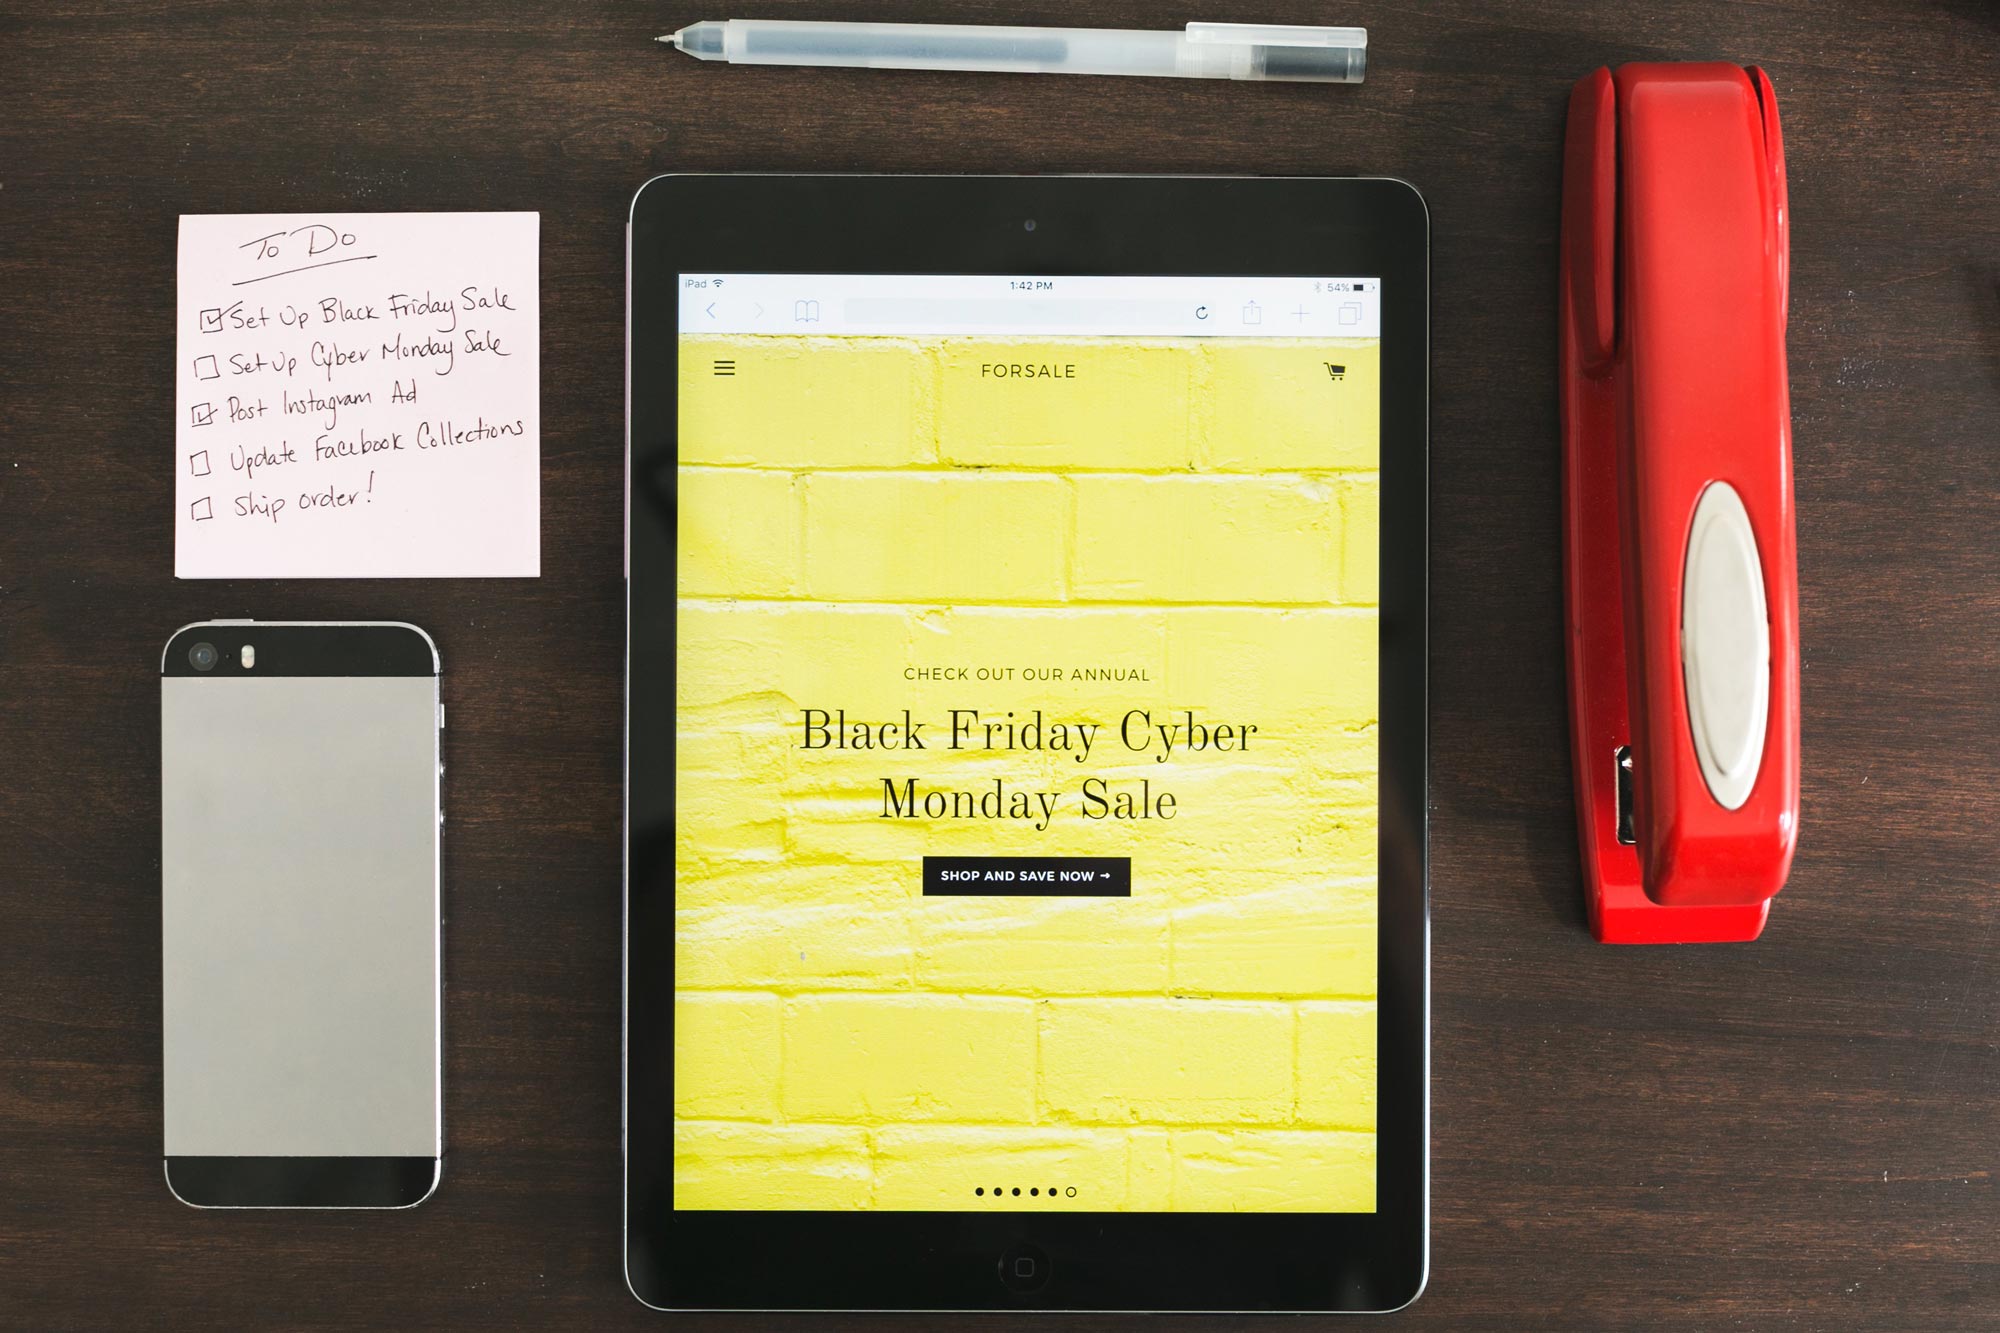 To Do
Set Up Black Friday Sale
Set Up Cyber Monday Sale
Post Instagram Ad
Update Facebook Collections
Ship order!
iPad 1:42 PM 54%
FORSALE
CHECK OUT OUR ANNUAL
Black Friday Cyber
Monday Sale
SHOP AND SAVE NOW →